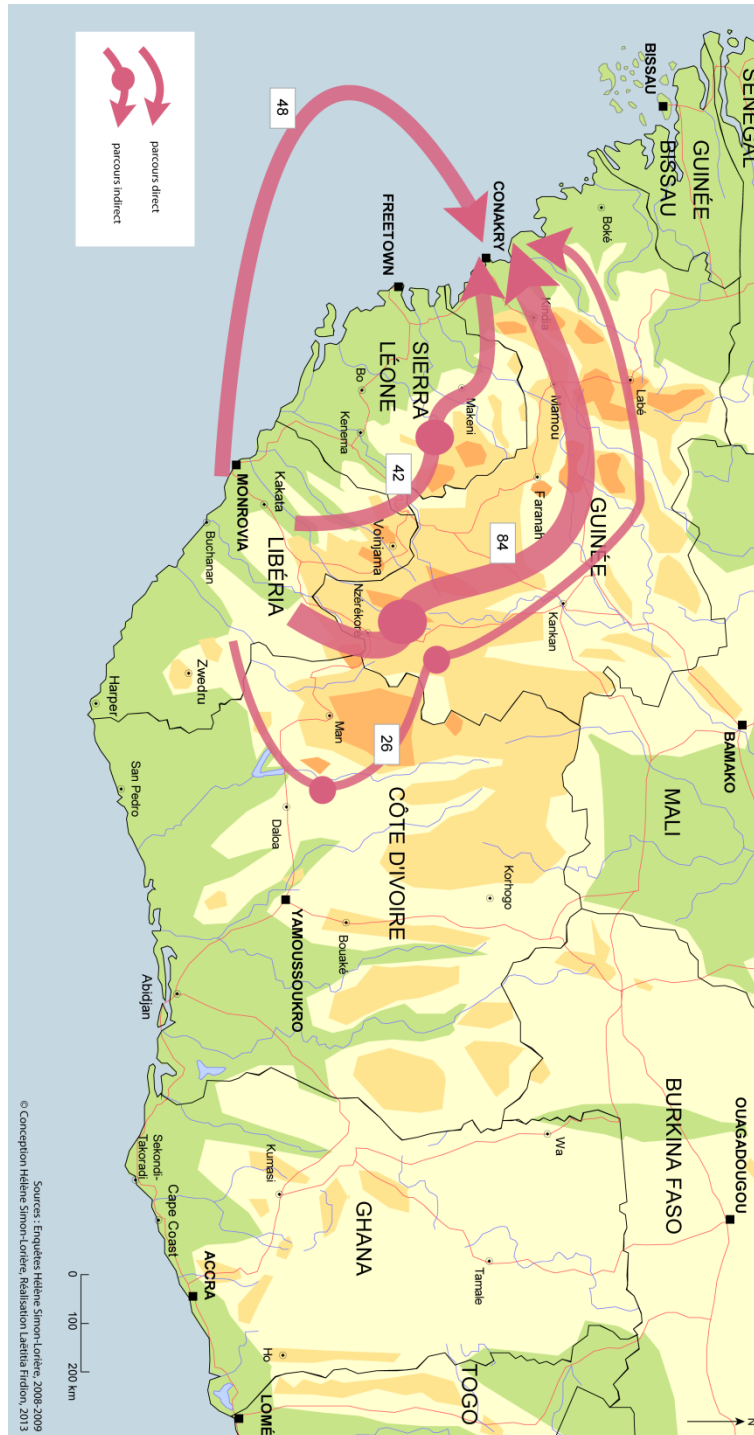 parcours direct
parcours indirect
48
42
84
26
SÉNÉGAL
BISSAU
GUINÉE
BISSAU
Boké
CONAKRY
Kindia
Labé
Mamou
FREETOWN
SIERRA
LÉONE
Makeni
Bo
Kenema
Faranah
GUINÉE
Kankan
Voinjama
Nzérékoré
Kakata
MONROVIA
LIBÉRIA
Buchanan
Zwedru
Harper
BAMAKO
MALI
Man
CÔTE D'IVOIRE
San Pedro
Daloa
Korhogo
YAMOUSSOUKRO
Bouaké
Abidjan
BURKINA FASO
OUAGADOUGOU
Wa
Kumasi
GHANA
Sekondi-
Takoradi
Cape Coast
Tamale
ACCRA
Ho
TOGO
LOMÉ
N
0
100
200 km
Sources : Enquêtes Hélène Simon-Lorière, 2008-2009
© Conception Hélène Simon-Lorière, Réalisation Laëtitia Firdion, 2013